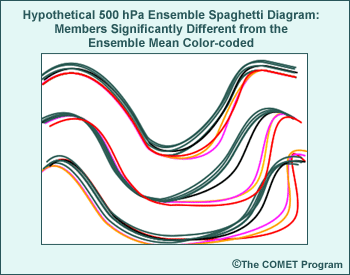 Hypothetical 500 hPa Ensemble Spaghetti Diagram:
Members Significantly Different from the
Ensemble Mean Color-coded
©The COMET Program